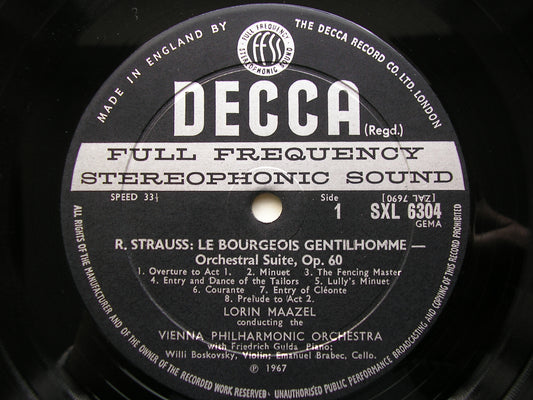 MADE IN ENGLAND BY
THE DECCA RECORD CO. LTD. LONDON
FULL FREQUENCY
ffss
STEREOPHONIC SOUND
DECCA
(Regd.)
FULL FREQUENCY
STEREOPHONIC SOUND
SPEED 33⅓
Side
1
(ZAL 7690)
SXL 6304
GEMA
R. STRAUSS: LE BOURGEOIS GENTILHOMME —
Orchestral Suite, Op. 60
1. Overture to Act 1. 2. Minuet 3. The Fencing Master
4. Entry and Dance of the Tailors 5. Lully's Minuet
6. Courante 7. Entry of Cléonte
8. Prelude to Act 2.
LORIN MAAZEL
conducting the
VIENNA PHILHARMONIC ORCHESTRA
with Friedrich Gulda Piano;
Willi Boskovsky, Violin; Emanuel Brabec, Cello.
℗ 1967
ALL RIGHTS OF THE MANUFACTURER AND OF THE OWNER OF THE RECORDED WORK RESERVED · UNAUTHORISED PUBLIC PERFORMANCE BROADCASTING AND COPYING OF THIS RECORD PROHIBITED